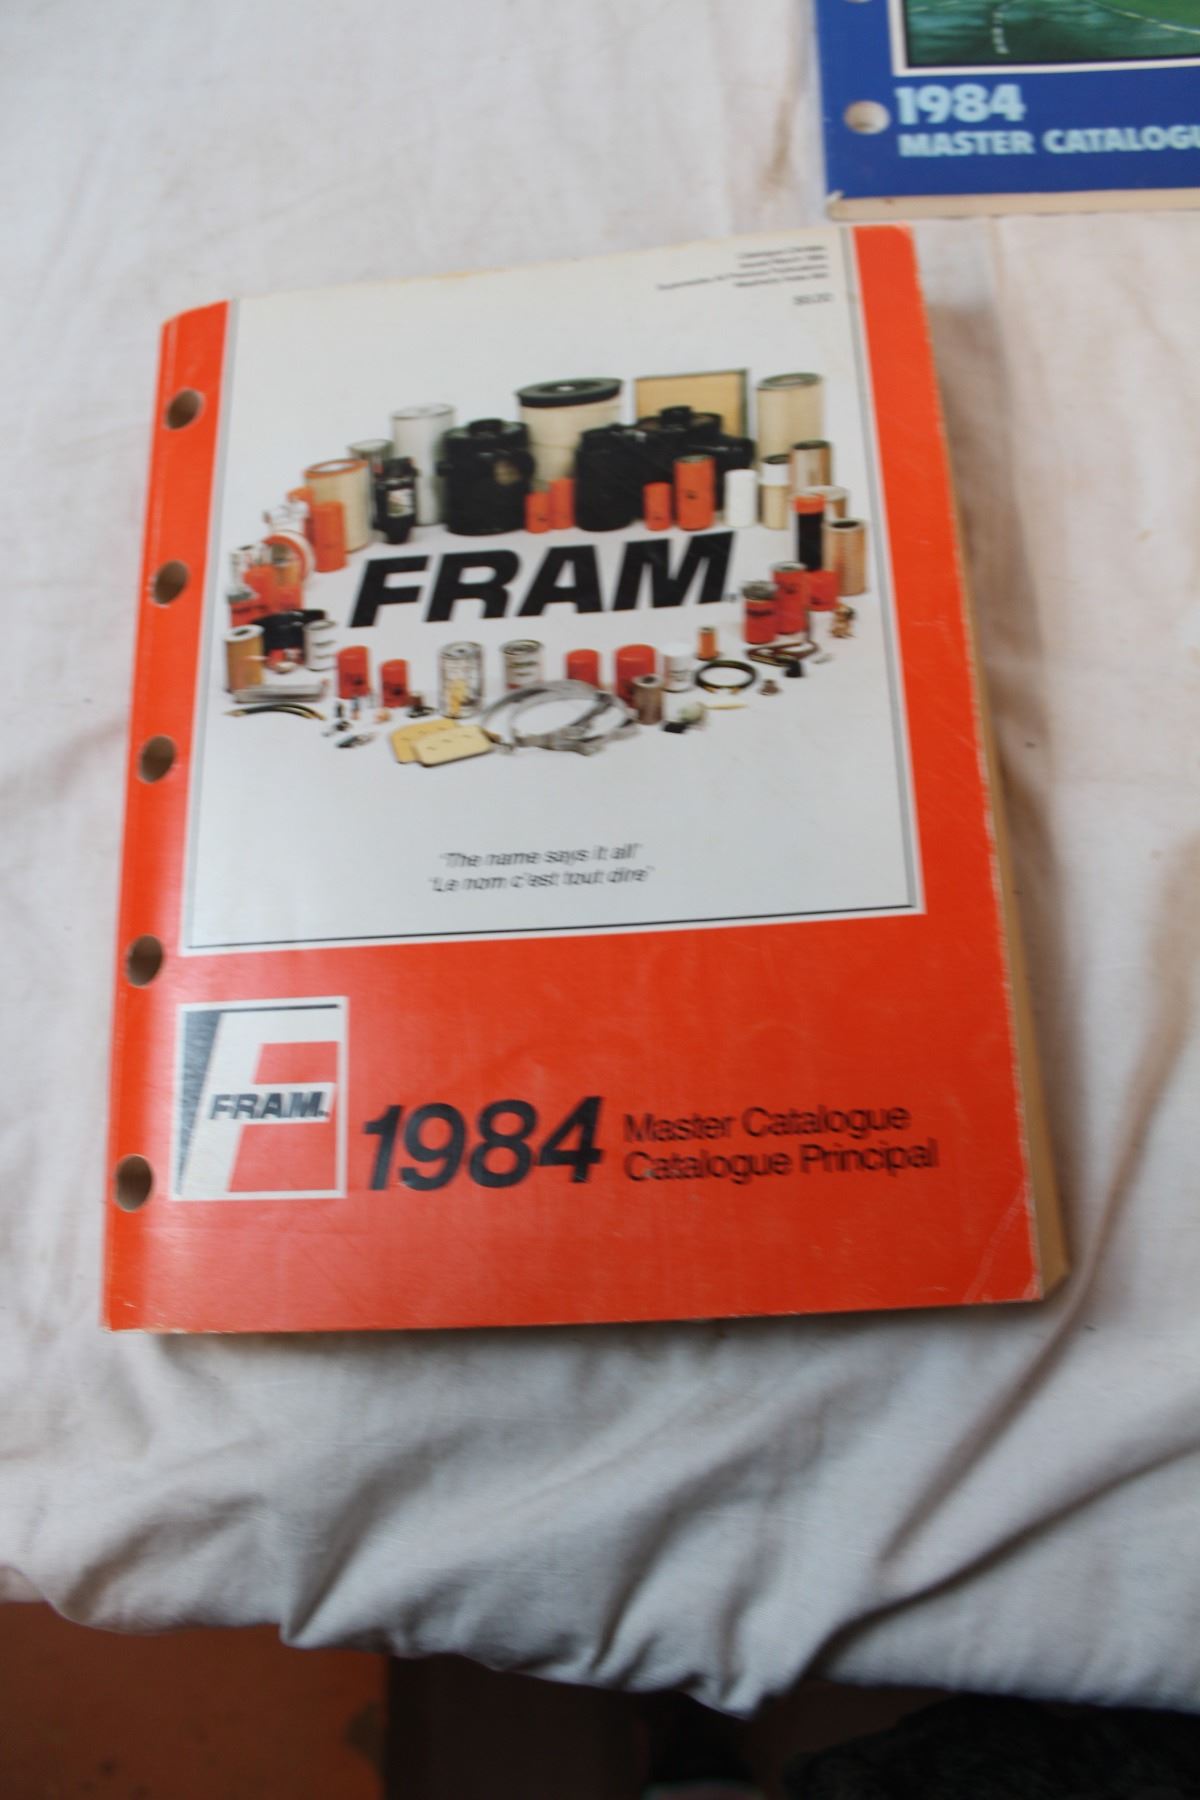 1984
MASTER CATALOGU
FRAM.
"The name says it all"
"Le nom c'est tout dire"
FRAM.
1984
Master Catalogue
Catalogue Principal